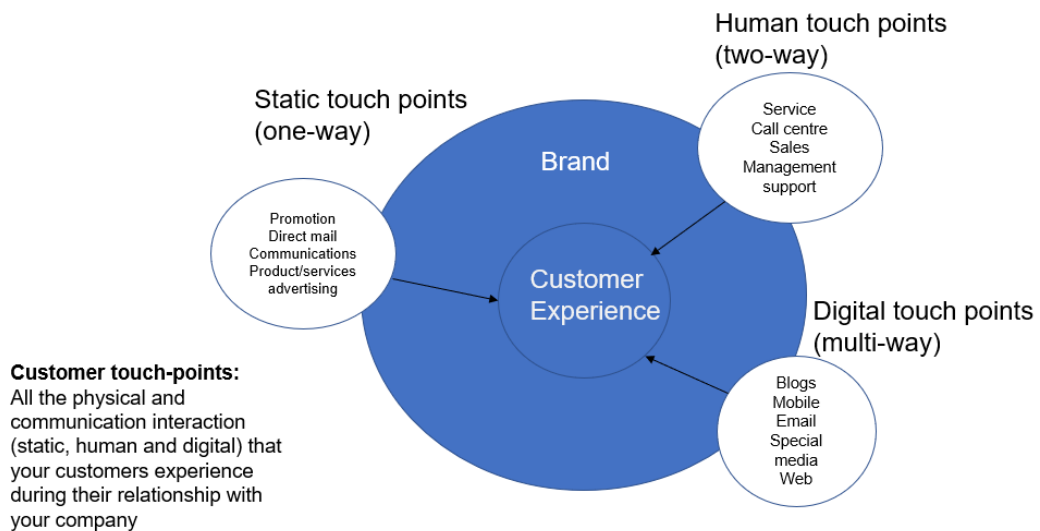 Human touch points
(two-way)
Static touch points
(one-way)
Service
Call centre
Sales
Management
support
Brand
Promotion
Direct mail
Communications
Product/services
advertising
Customer
Experience
Digital touch points
(multi-way)
Customer touch-points:
All the physical and
communication interaction
(static, human and digital) that
your customers experience
during their relationship with
your company
Blogs
Mobile
Email
Special
media
Web